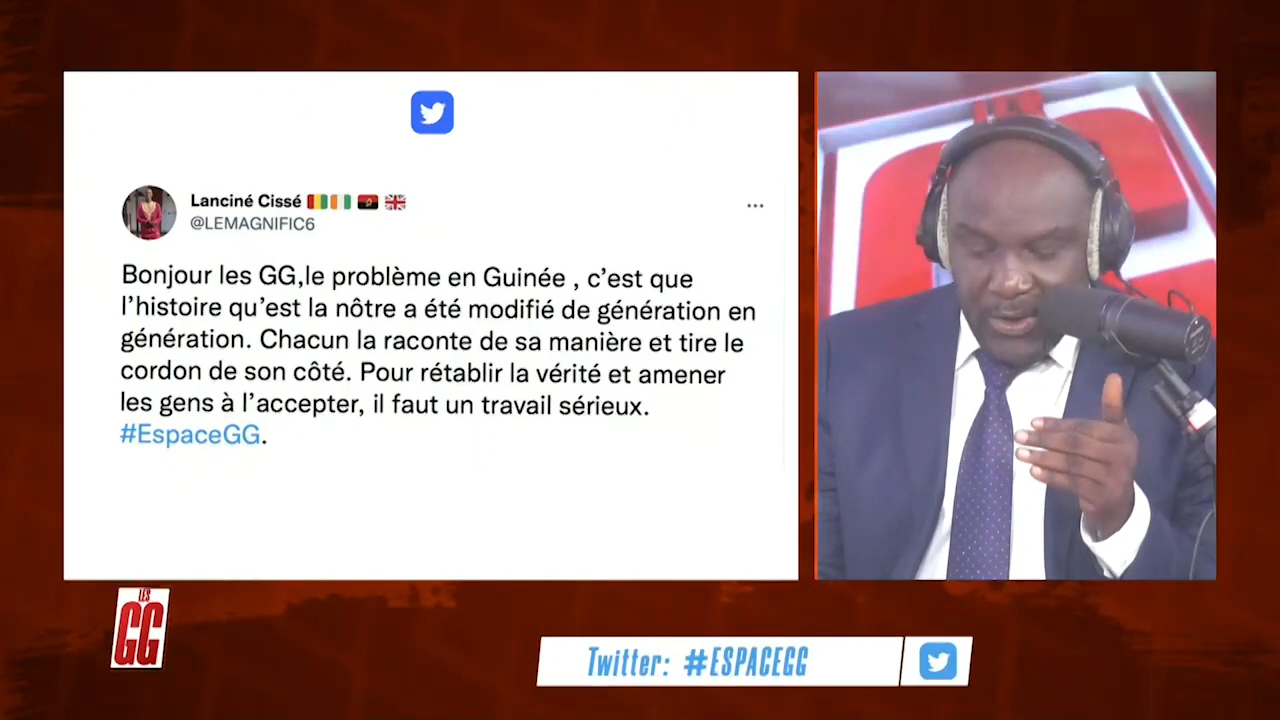 Lanciné Cissé
@LEMAGNIFIC6
Bonjour les GG,le problème en Guinée , c’est que
l’histoire qu’est la nôtre a été modifié de génération en
génération. Chacun la raconte de sa manière et tire le
cordon de son côté. Pour rétablir la vérité et amener
les gens à l’accepter, il faut un travail sérieux.
#EspaceGG.
LES
GG
Twitter: #ESPACEGG